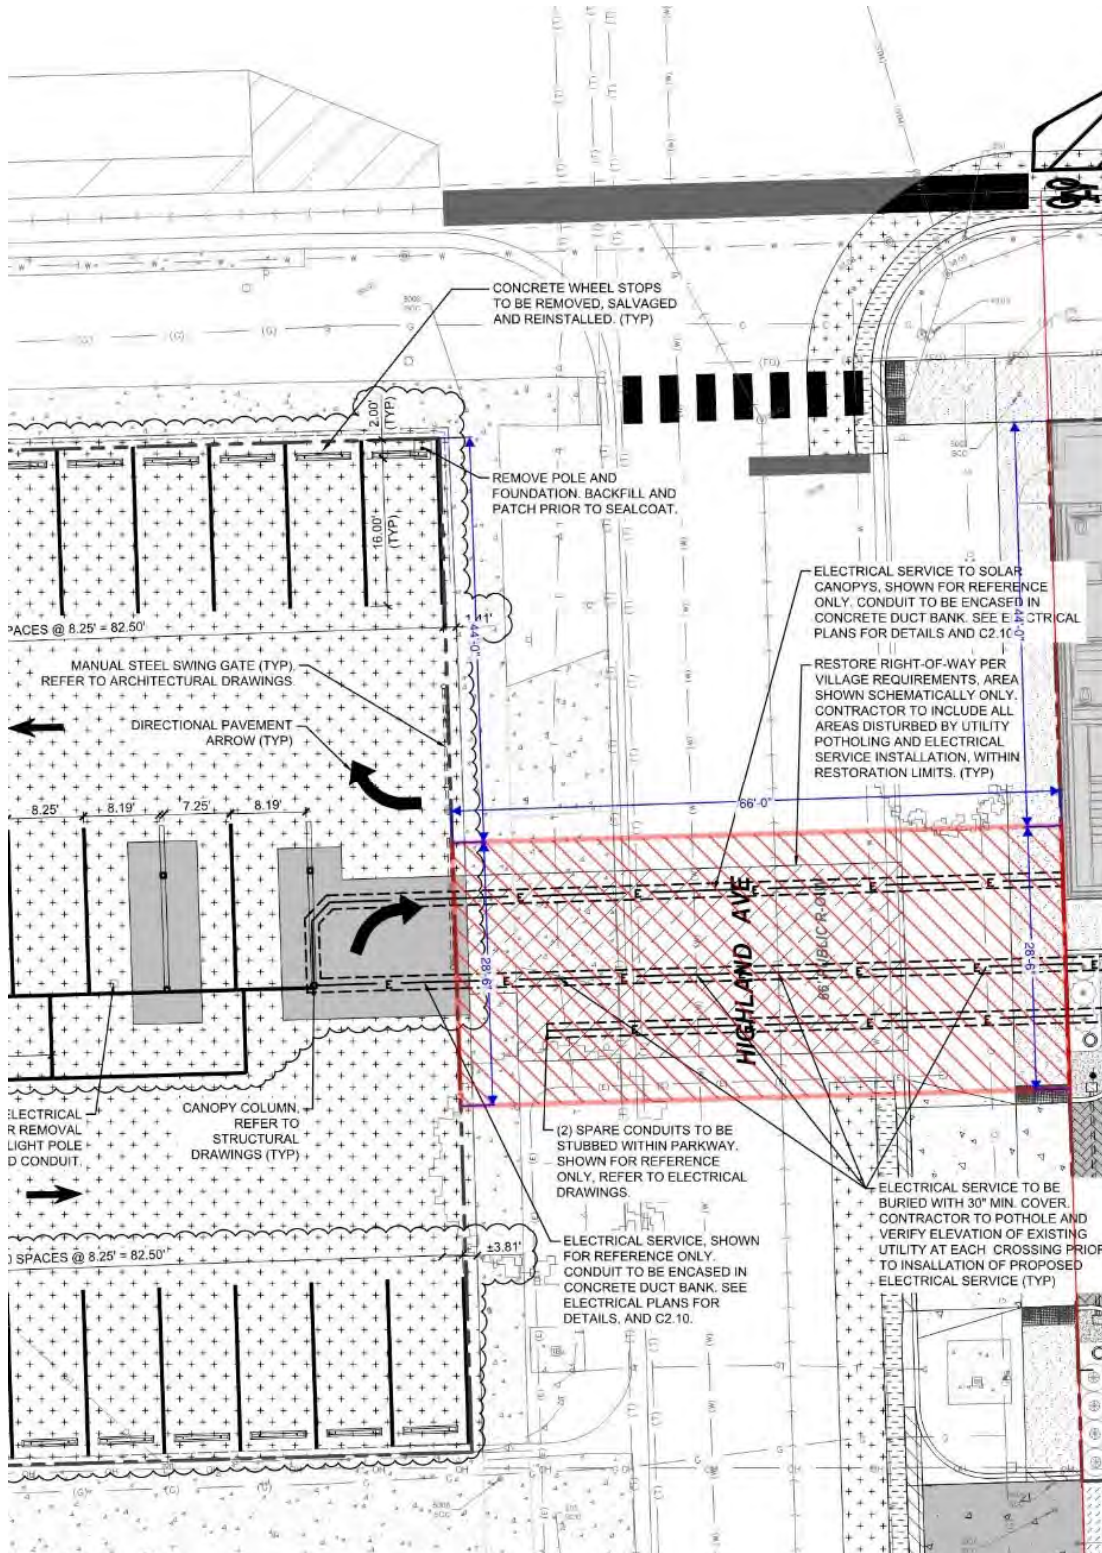 CONCRETE WHEEL STOPS
TO BE REMOVED, SALVAGED
AND REINSTALLED. (TYP)
2.00'
(TYP)
REMOVE POLE AND
FOUNDATION. BACKFILL AND
PATCH PRIOR TO SEALCOAT.
16.00'
(TYP)
ELECTRICAL SERVICE TO SOLAR
CANOPYS, SHOWN FOR REFERENCE
ONLY. CONDUIT TO BE ENCASED IN
CONCRETE DUCT BANK. SEE ELECTRICAL
PLANS FOR DETAILS AND C2.10
44'-0"
44'-0"
PACES @ 8.25' = 82.50'
MANUAL STEEL SWING GATE (TYP)
REFER TO ARCHITECTURAL DRAWINGS
RESTORE RIGHT-OF-WAY PER
VILLAGE REQUIREMENTS, AREA
SHOWN SCHEMATICALLY ONLY.
CONTRACTOR TO INCLUDE ALL
AREAS DISTURBED BY UTILITY
POTHOLING AND ELECTRICAL
SERVICE INSTALLATION, WITHIN
RESTORATION LIMITS. (TYP)
DIRECTIONAL PAVEMENT
ARROW (TYP)
8.25' 8.19' 7.25' 8.19'
66'-0"
HIGHLAND AVE
66' PUBLIC R-O-W
28'-6"
28'-6"
E E E E E
E E E E E E
E E E E
ELECTRICAL
R REMOVAL
LIGHT POLE
D CONDUIT.
CANOPY COLUMN,
REFER TO
STRUCTURAL
DRAWINGS (TYP)
(2) SPARE CONDUITS TO BE
STUBBED WITHIN PARKWAY.
SHOWN FOR REFERENCE
ONLY, REFER TO ELECTRICAL
DRAWINGS.
ELECTRICAL SERVICE TO BE
BURIED WITH 30" MIN. COVER.
CONTRACTOR TO POTHOLE AND
VERIFY ELEVATION OF EXISTING
UTILITY AT EACH CROSSING PRIOR
TO INSALLATION OF PROPOSED
ELECTRICAL SERVICE (TYP)
SPACES @ 8.25' = 82.50'
±3.81'
ELECTRICAL SERVICE, SHOWN
FOR REFERENCE ONLY.
CONDUIT TO BE ENCASED IN
CONCRETE DUCT BANK. SEE
ELECTRICAL PLANS FOR
DETAILS, AND C2.10.